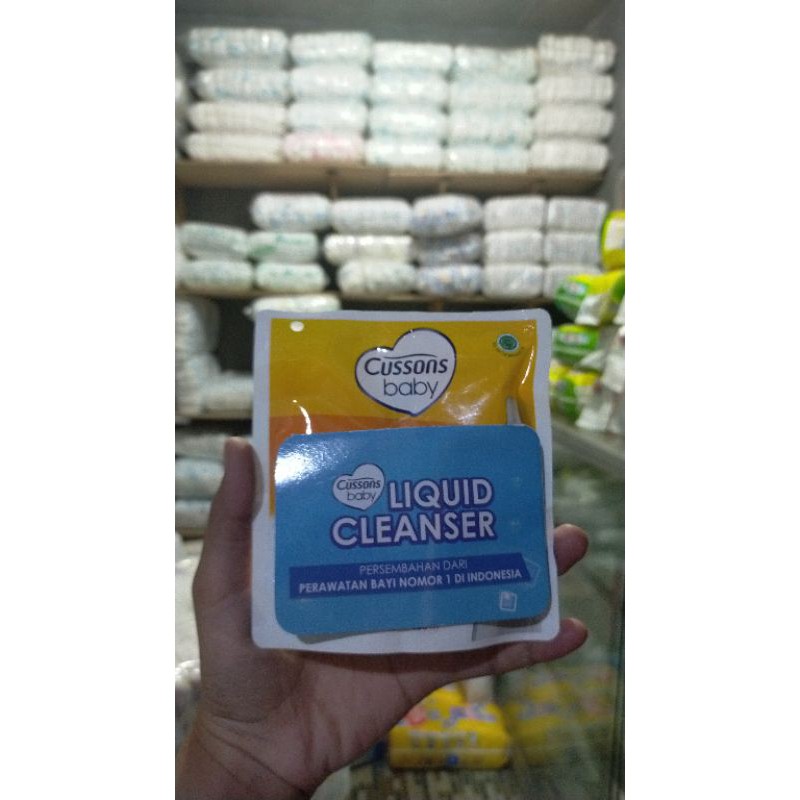 Cussons
baby
Cussons
baby
LIQUID
CLEANSER
PERSEMBAHAN DARI
PERAWATAN BAYI NOMOR 1 DI INDONESIA